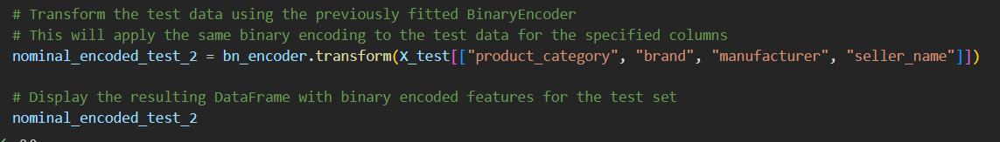 # Transform the test data using the previously fitted BinaryEncoder
# This will apply the same binary encoding to the test data for the specified columns
nominal_encoded_test_2 = bn_encoder.transform(X_test[["product_category", "brand", "manufacturer", "seller_name"]])
# Display the resulting DataFrame with binary encoded features for the test set
nominal_encoded_test_2